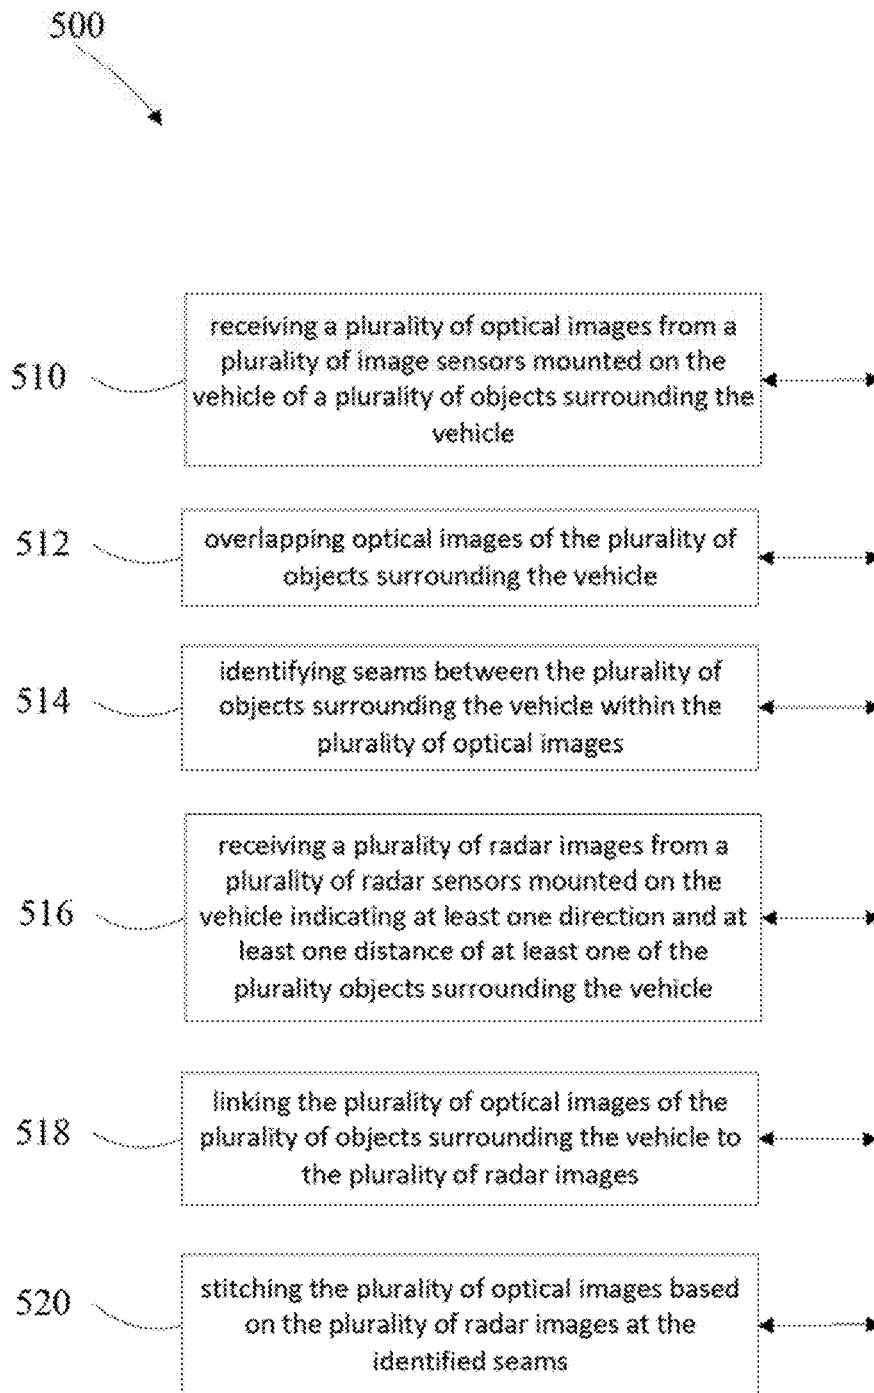 500
510
receiving a plurality of optical images from a
plurality of image sensors mounted on the
vehicle of a plurality of objects surrounding the
vehicle
512
overlapping optical images of the plurality of
objects surrounding the vehicle
514
identifying seams between the plurality of
objects surrounding the vehicle within the
plurality of optical images
516
receiving a plurality of radar images from a
plurality of radar sensors mounted on the
vehicle indicating at least one direction and at
least one distance of at least one of the
plurality objects surrounding the vehicle
518
linking the plurality of optical images of the
plurality of objects surrounding the vehicle to
the plurality of radar images
520
stitching the plurality of optical images based
on the plurality of radar images at the
identified seams